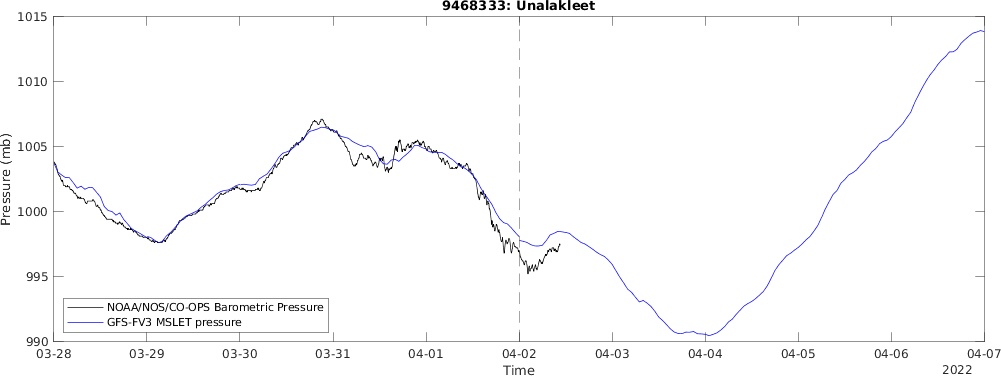 9468333: Unalakleet
1015
1010
1005
1000
995
990
Pressure (mb)
NOAA/NOS/CO-OPS Barometric Pressure
GFS-FV3 MSLET pressure
03-28 03-29 03-30 03-31 04-01 04-02 04-03 04-04 04-05 04-06 04-07
Time
2022